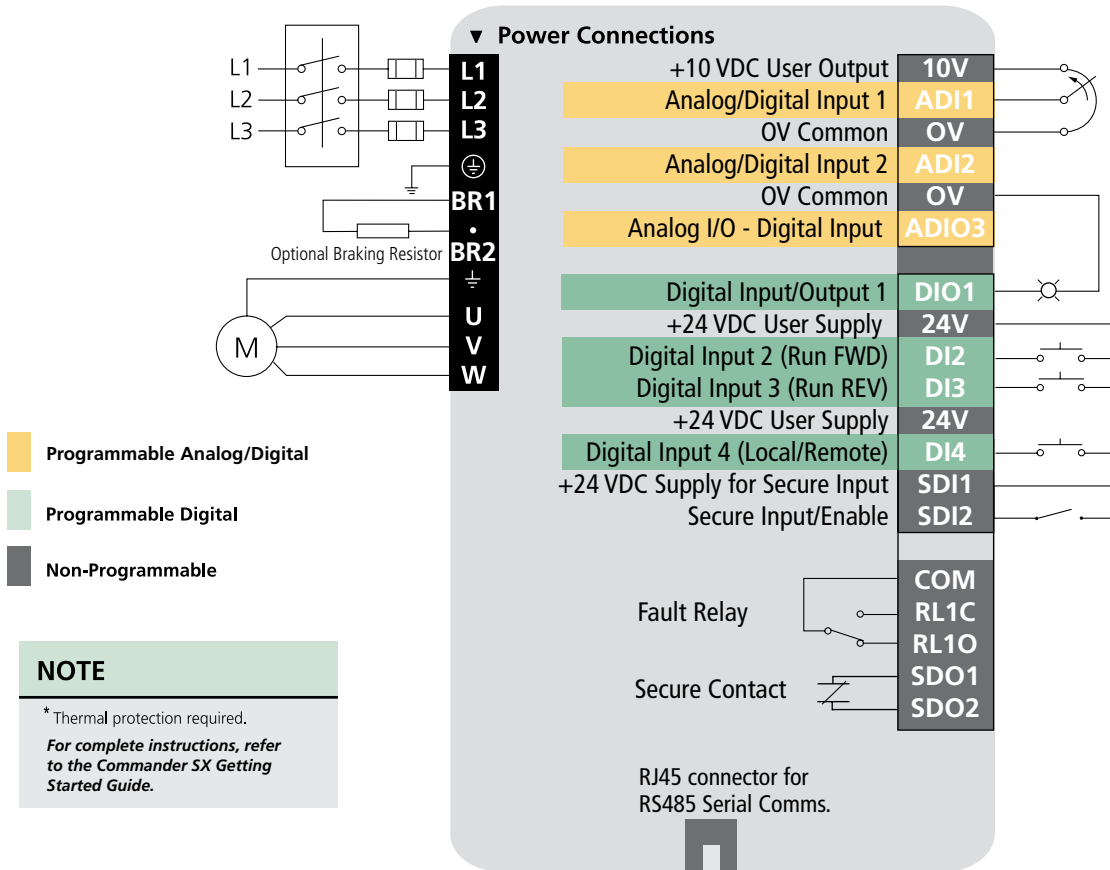 ▼ Power Connections
L1
L2
L3
L1
L2
L3
BR1
•
BR2
Optional Braking Resistor
U
V
W
M
+10 VDC User Output 10V
Analog/Digital Input 1 ADI1
OV Common OV
Analog/Digital Input 2 ADI2
OV Common OV
Analog I/O - Digital Input ADIO3
Digital Input/Output 1 DIO1
+24 VDC User Supply 24V
Digital Input 2 (Run FWD) DI2
Digital Input 3 (Run REV) DI3
+24 VDC User Supply 24V
Digital Input 4 (Local/Remote) DI4
+24 VDC Supply for Secure Input SDI1
Secure Input/Enable SDI2
COM
Fault Relay RL1C
RL1O
SDO1
Secure Contact
SDO2
RJ45 connector for
RS485 Serial Comms.
Programmable Analog/Digital
Programmable Digital
Non-Programmable
NOTE
* Thermal protection required.
For complete instructions, refer
to the Commander SX Getting
Started Guide.